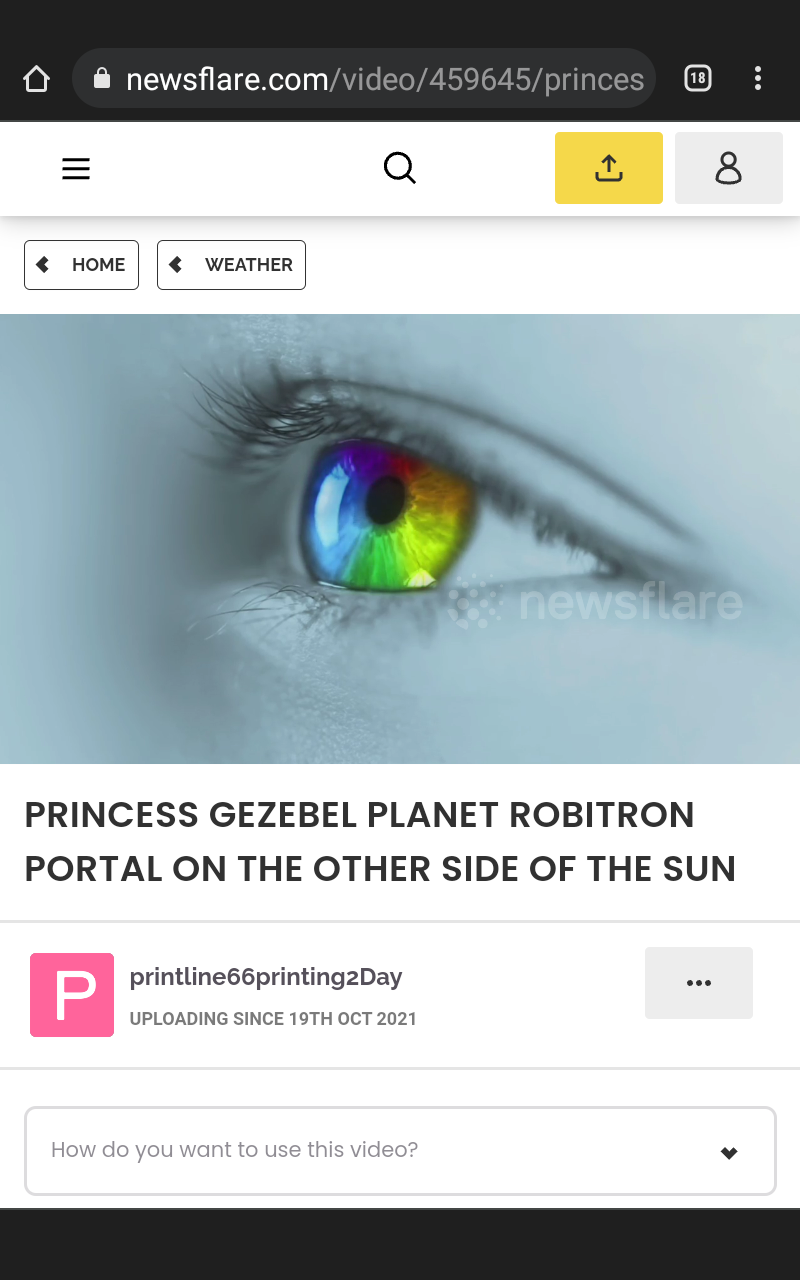 newsflare.com/video/459645/princes
18
HOME
WEATHER
newsflare
PRINCESS GEZEBEL PLANET ROBITRON
PORTAL ON THE OTHER SIDE OF THE SUN
P
printline66printing2Day
UPLOADING SINCE 19TH OCT 2021
How do you want to use this video?